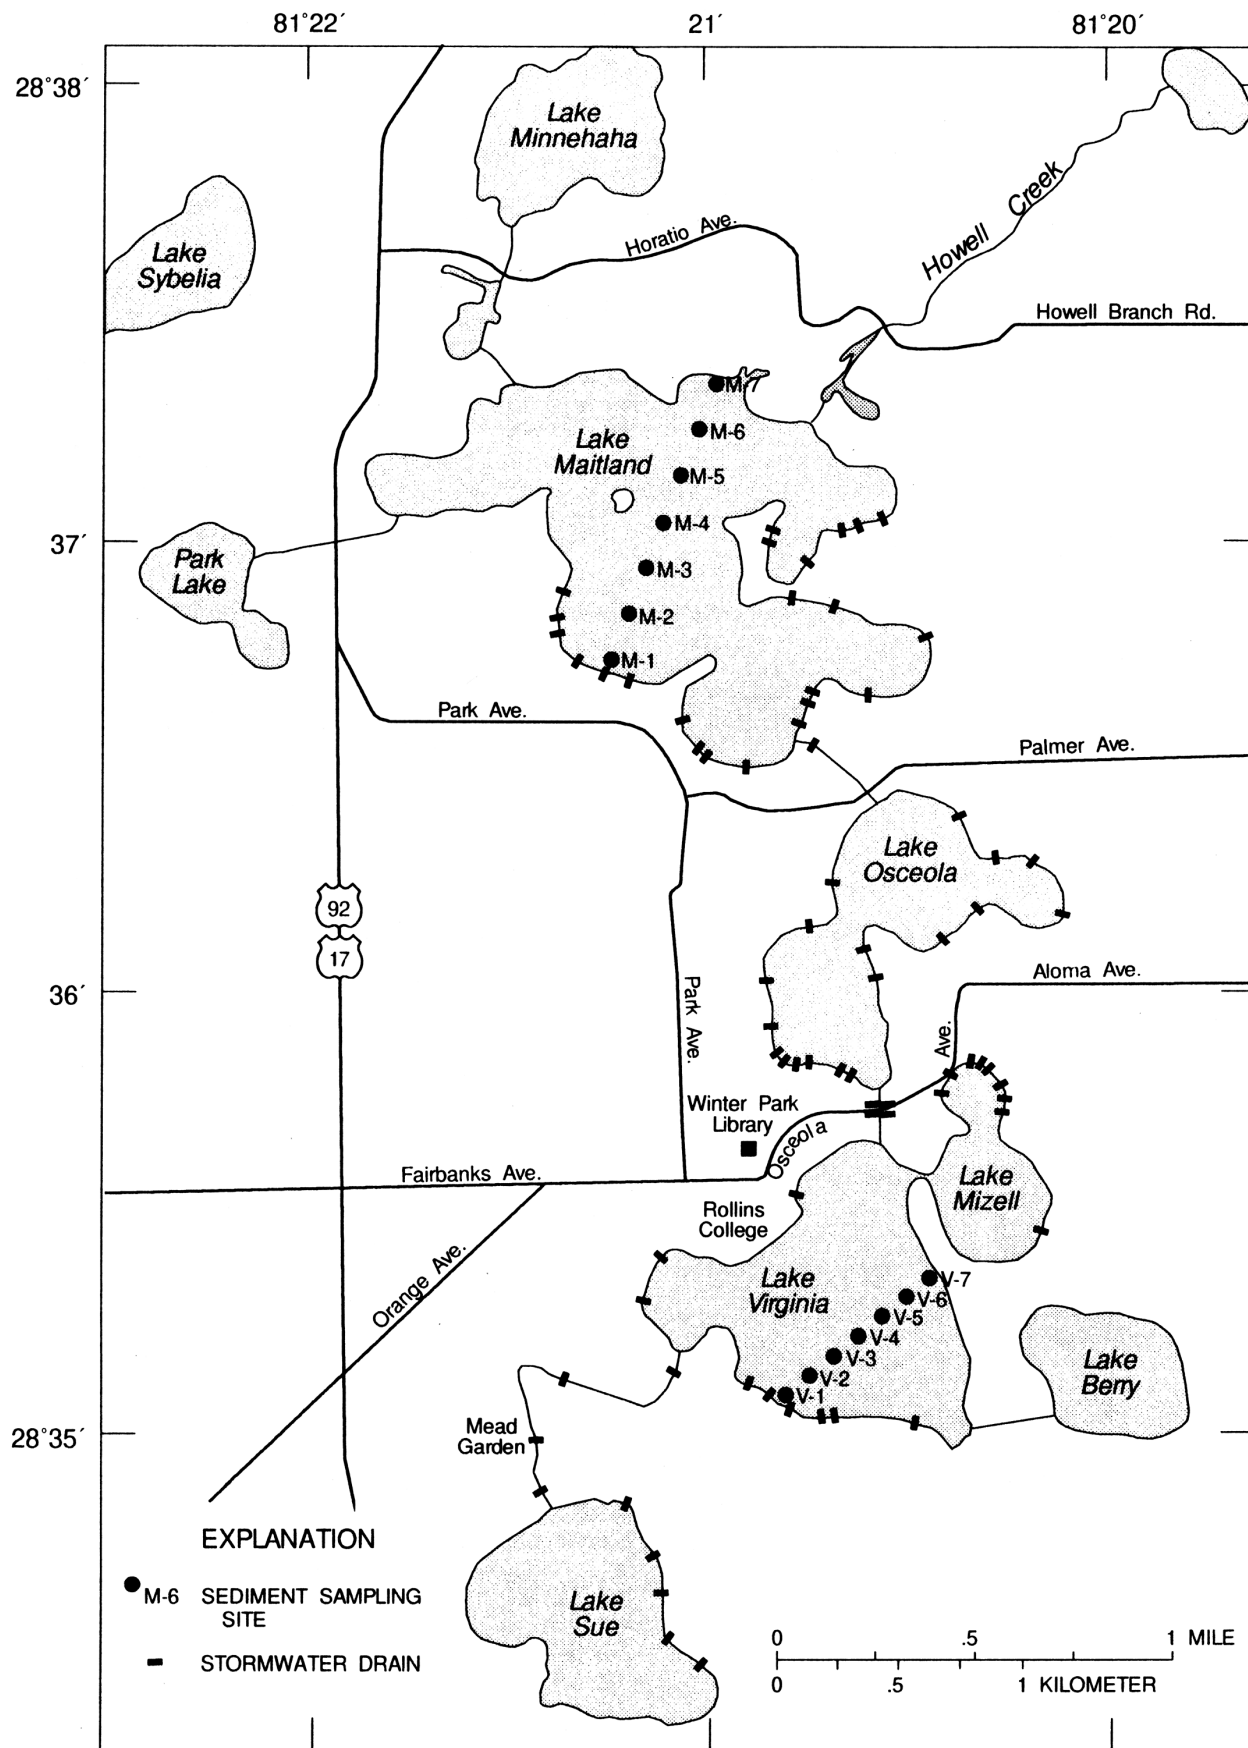 81°22′
21′
81°20′
28°38′
Lake
Minnehaha
Howell Creek
Horatio Ave.
Lake
Sybelia
Howell Branch Rd.
M-7
M-6
Lake
Maitland
M-5
M-4
37′
Park
Lake
M-3
M-2
M-1
Park Ave.
Palmer Ave.
Lake
Osceola
92
17
Aloma Ave.
36′
Park Ave.
Ave.
Winter Park
Library
Osceola
Fairbanks Ave.
Lake
Mizell
Rollins
College
Orange Ave.
Lake
Virginia
V-7
V-6
V-5
V-4
V-3
V-2
V-1
Lake
Berry
Mead
Garden
28°35′
EXPLANATION
M-6 SEDIMENT SAMPLING
SITE
STORMWATER DRAIN
Lake
Sue
0 .5 1 MILE
0 .5 1 KILOMETER